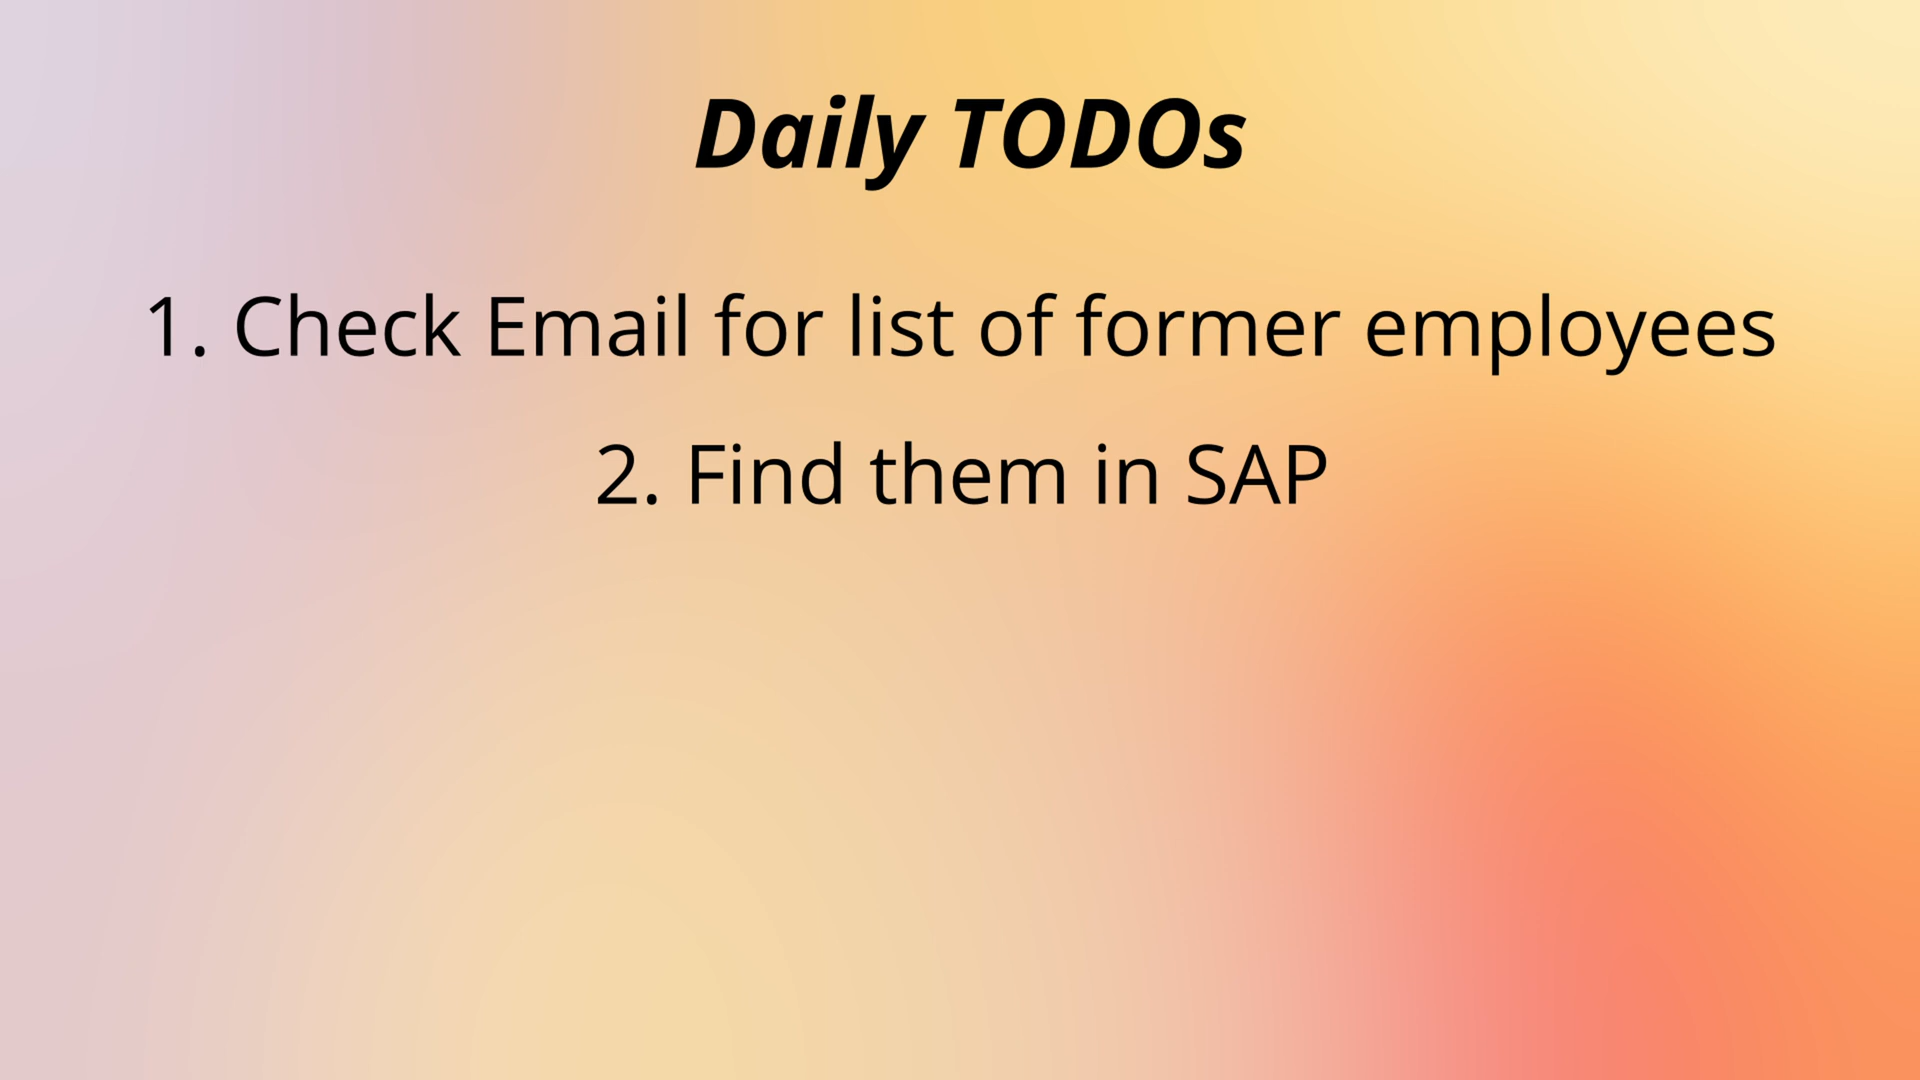 Daily TODOs
1. Check Email for list of former employees
2. Find them in SAP